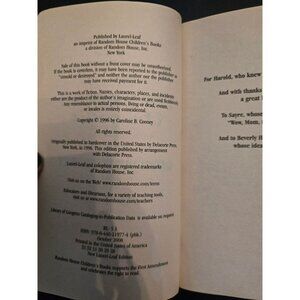 Published by Laurel-Leaf
an imprint of Random House Children's Books
a division of Random House, Inc.
New York
Sale of this book without a front cover may be unauthorized.
If the book is coverless, it may have been reported to the publisher as
"unsold or destroyed" and neither the author nor the publisher may
have received payment for it.
This is a work of fiction. Names, characters, places, and incidents
either are the product of the author's imagination or are used fictitiously.
Any resemblance to actual persons, living or dead, events,
or locales is entirely coincidental.
Copyright © 1996 by Caroline B. Cooney
All rights reserved.
Originally published in hardcover in the United States by Delacorte Press,
New York, in 1996. This edition published by arrangement
with Delacorte Press.
Laurel-Leaf and colophon are registered trademarks
of Random House, Inc.
Visit us on the Web! www.randomhouse.com/teens
Educators and librarians, for a variety of teaching tools,
visit us at www.randomhouse.com/teachers
Library of Congress Cataloging-in-Publication Data is available on request.
RL: 5.3
October 2008
Printed in the United States of America
New Laurel-Leaf Edition
Random House Children's Books supports the First Amendment
and celebrates the right to read.
For Harold, who knew
And with thanks
a great
To Sayre, whose
"Wow, Mom,
And to Beverly H
whose idea